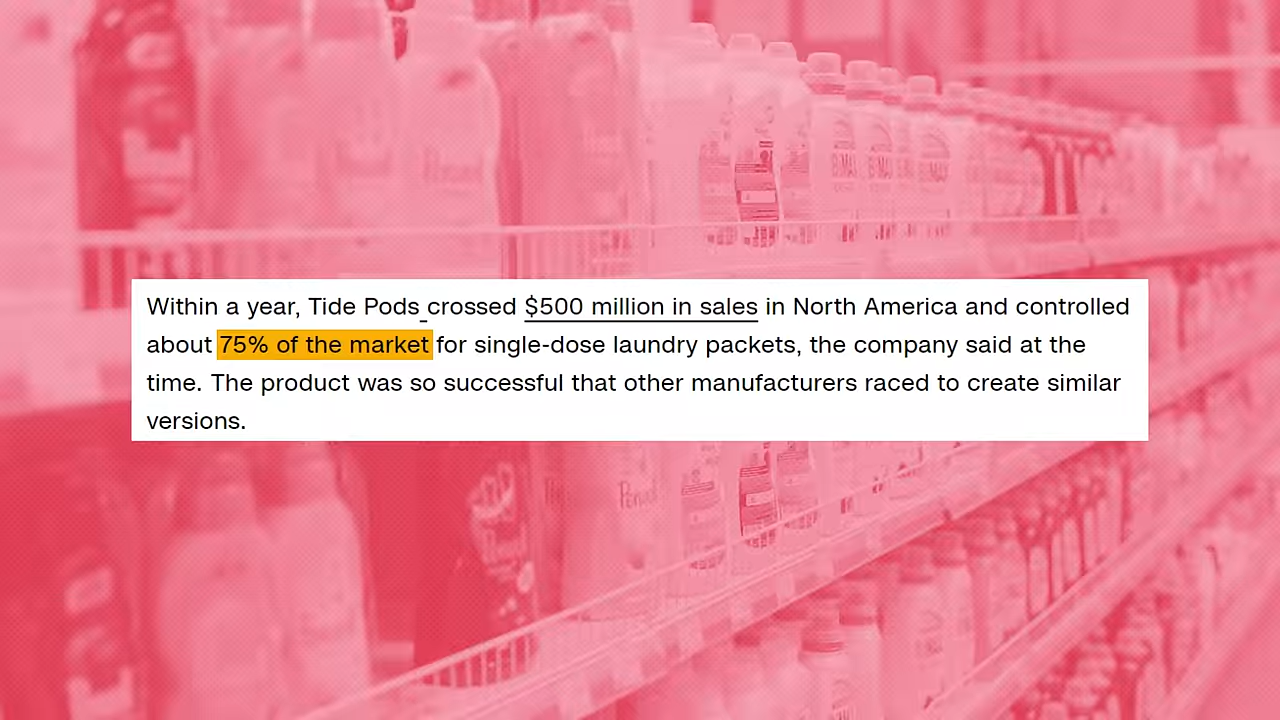 Within a year, Tide Pods crossed $500 million in sales in North America and controlled
about 75% of the market for single-dose laundry packets, the company said at the
time. The product was so successful that other manufacturers raced to create similar
versions.